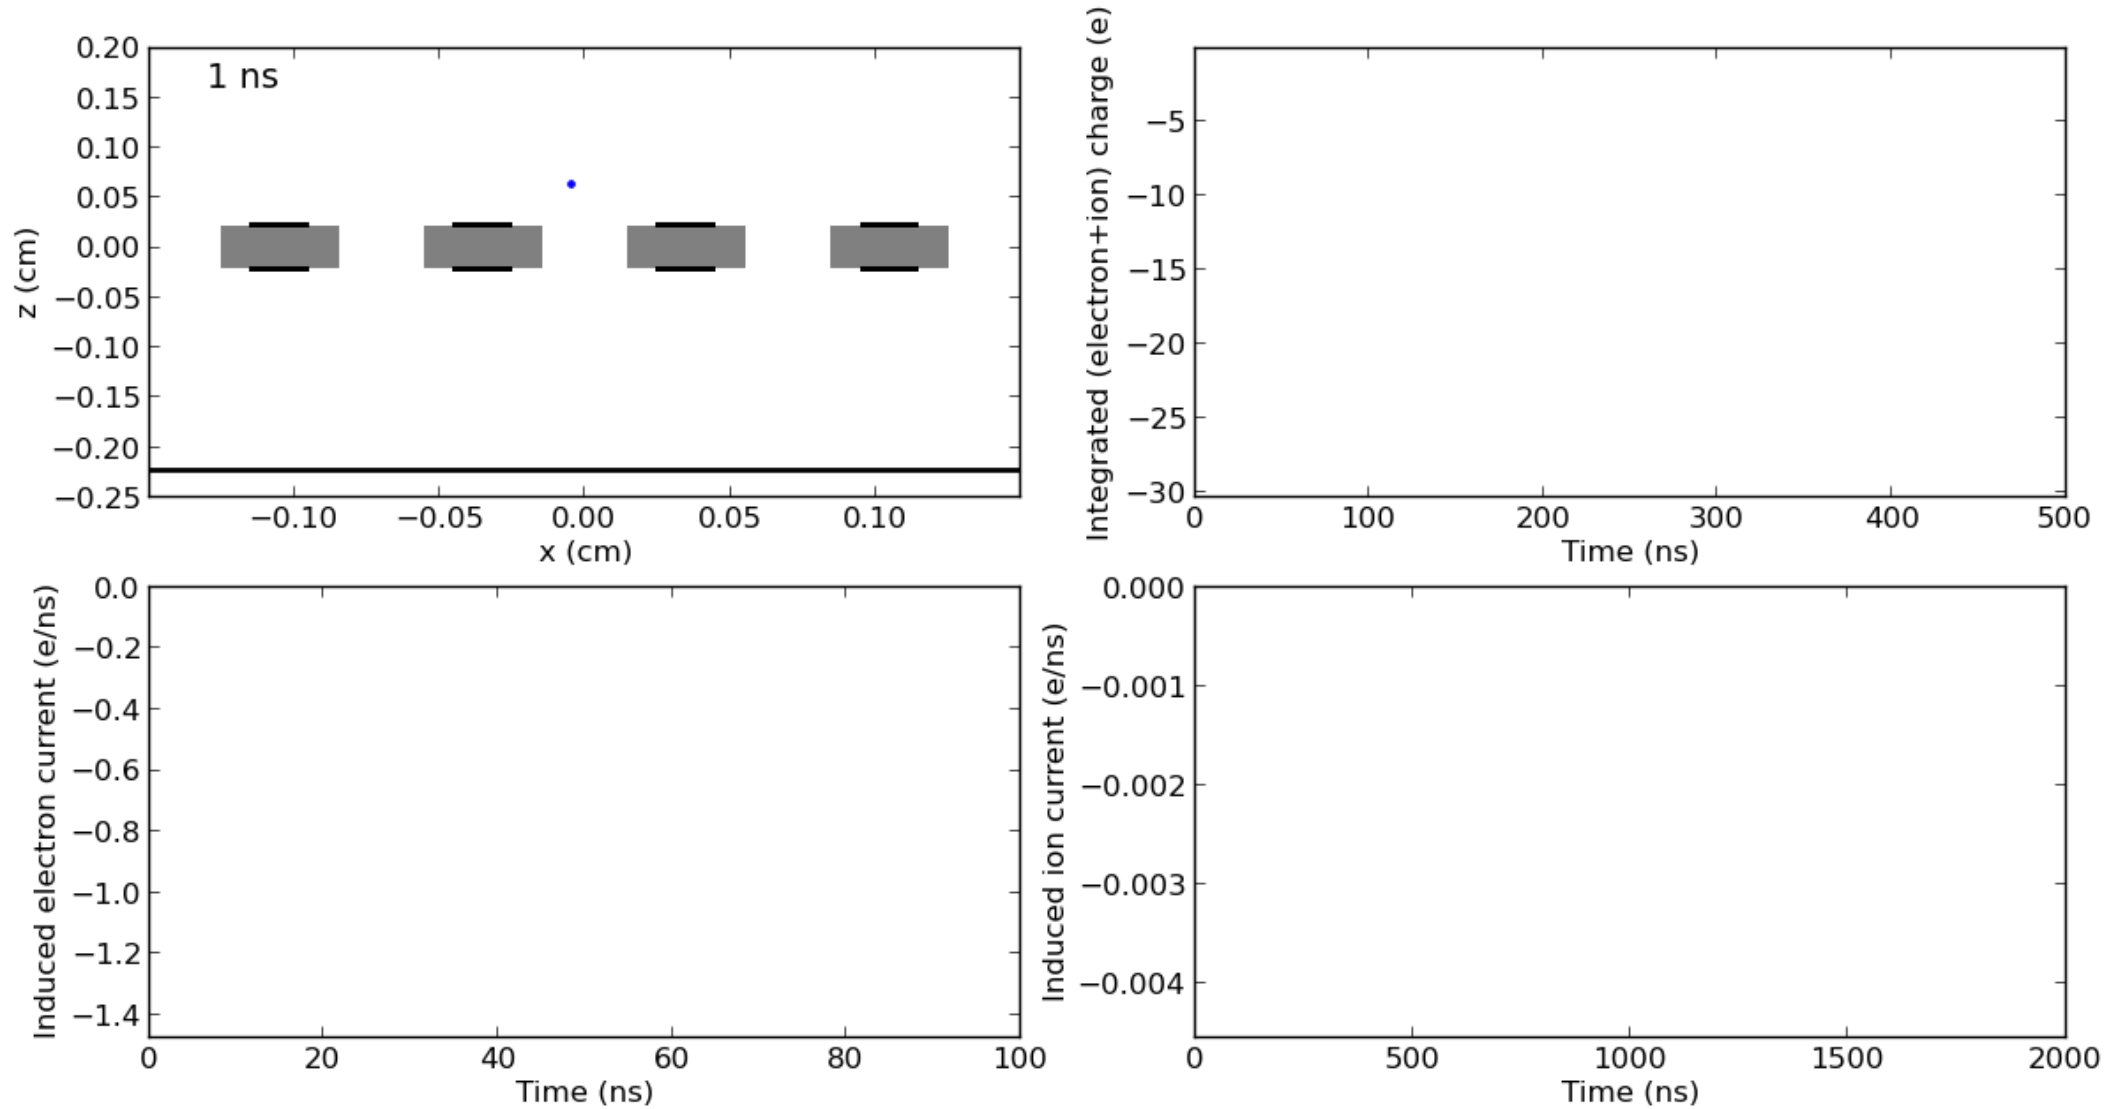 0.20
0.15
0.10
0.05
0.00
−0.05
−0.10
−0.15
−0.20
−0.25
z (cm)
1 ns
−0.10 −0.05 0.00 0.05 0.10
x (cm)
Integrated (electron+ion) charge (e)
−5
−10
−15
−20
−25
−30
0 100 200 300 400 500
Time (ns)
Induced electron current (e/ns)
0.0
−0.2
−0.4
−0.6
−0.8
−1.0
−1.2
−1.4
0 20 40 60 80 100
Time (ns)
Induced ion current (e/ns)
0.000
−0.001
−0.002
−0.003
−0.004
0 500 1000 1500 2000
Time (ns)